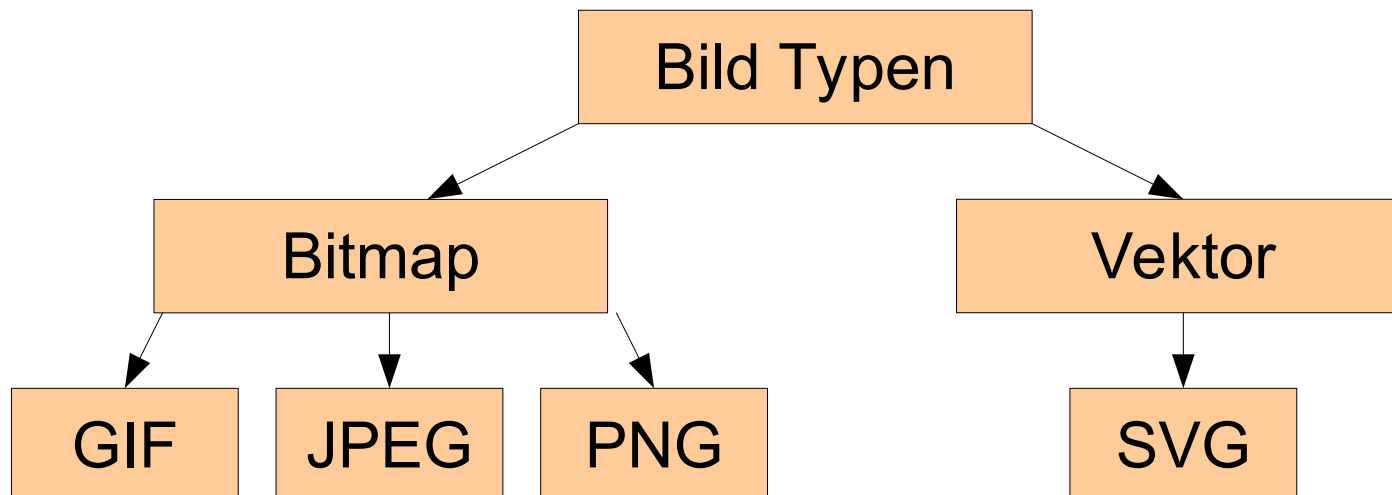 Bild Typen
Bitmap
Vektor
GIF
JPEG
PNG
SVG